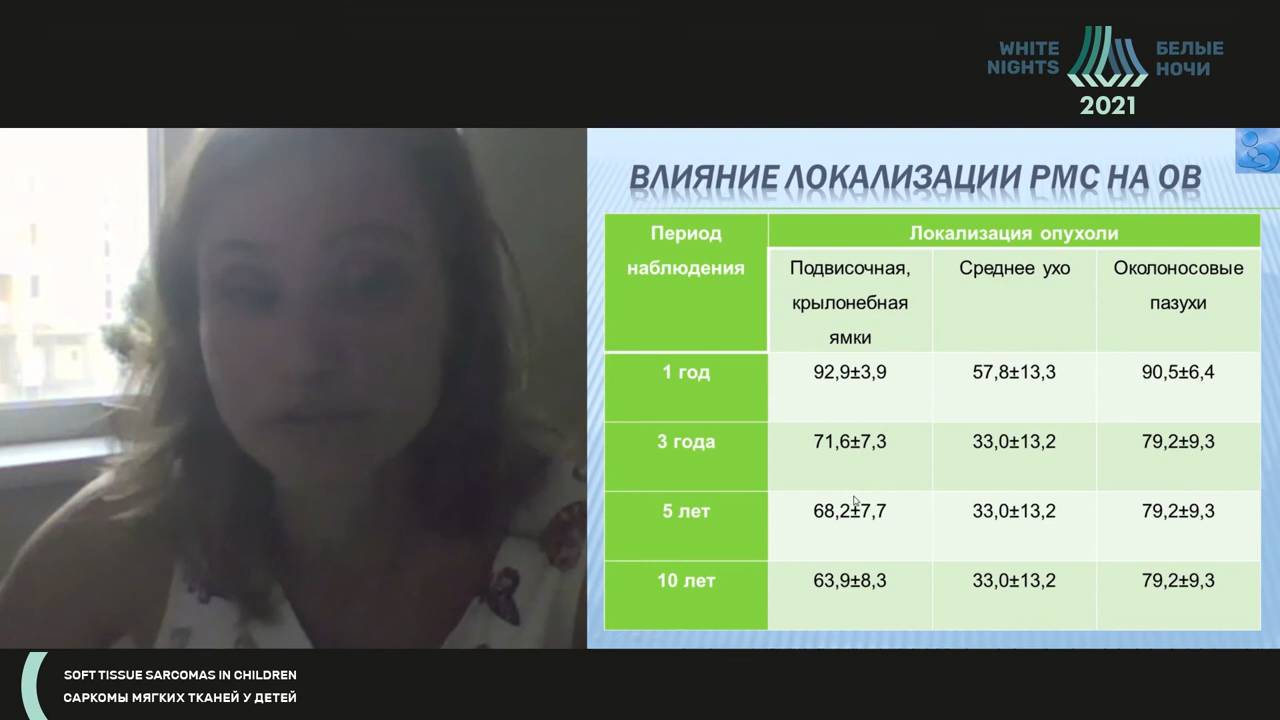 WHITE
NIGHTS
БЕЛЫЕ
НОЧИ
2021
ВЛИЯНИЕ ЛОКАЛИЗАЦИИ РМС НА ОВ
Период
наблюдения
Локализация опухоли
Подвисочная,
крылонебная
ямки
Среднее ухо
Околоносовые
пазухи
1 год
92,9±3,9
57,8±13,3
90,5±6,4
3 года
71,6±7,3
33,0±13,2
79,2±9,3
5 лет
68,2±7,7
33,0±13,2
79,2±9,3
10 лет
63,9±8,3
33,0±13,2
79,2±9,3
SOFT TISSUE SARCOMAS IN CHILDREN
САРКОМЫ МЯГКИХ ТКАНЕЙ У ДЕТЕЙ